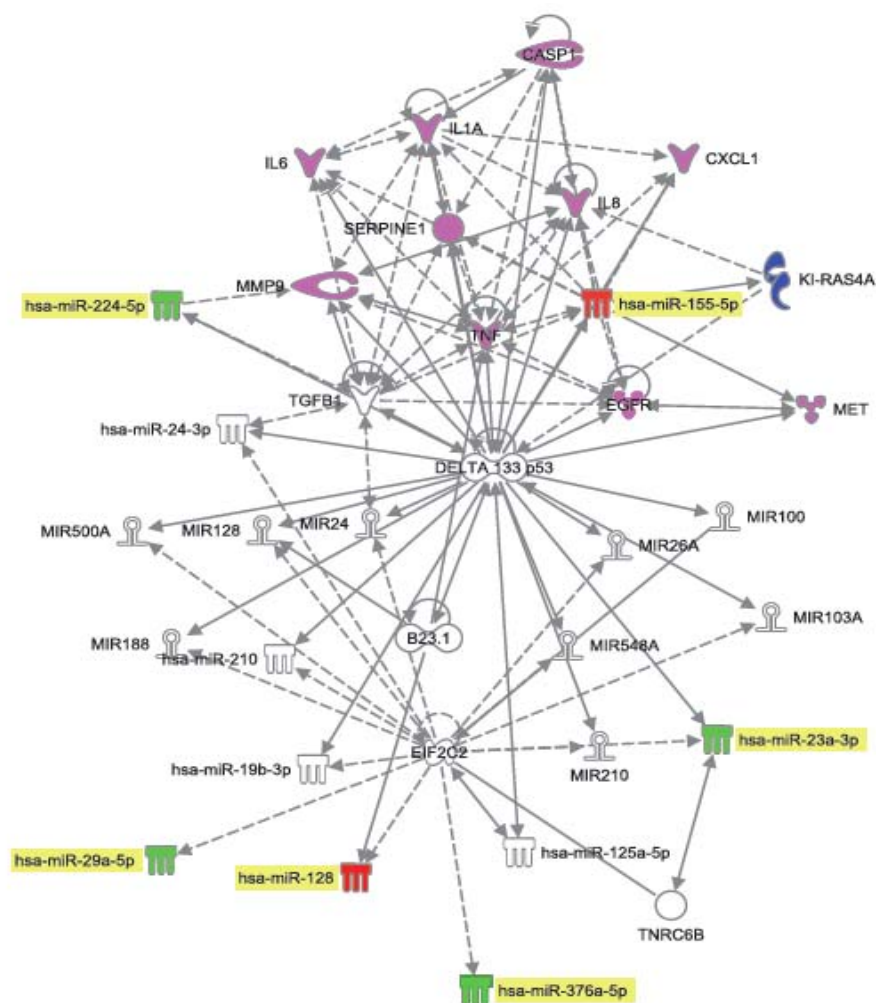 CASP1
IL1A
IL6
CXCL1
IL8
SERPINE1
MMP9
KI-RAS4A
hsa-miR-224-5p
hsa-miR-155-5p
TNF
TGFB1
EGFR
MET
hsa-miR-24-3p
DELTA 133 p53
MIR500A
MIR128
MIR24
MIR100
MIR26A
MIR103A
B23.1
MIR188
MIR548A
hsa-miR-210
hsa-miR-23a-3p
EIF2C2
hsa-miR-19b-3p
MIR210
hsa-miR-29a-5p
hsa-miR-125a-5p
hsa-miR-128
TNRC6B
hsa-miR-376a-5p